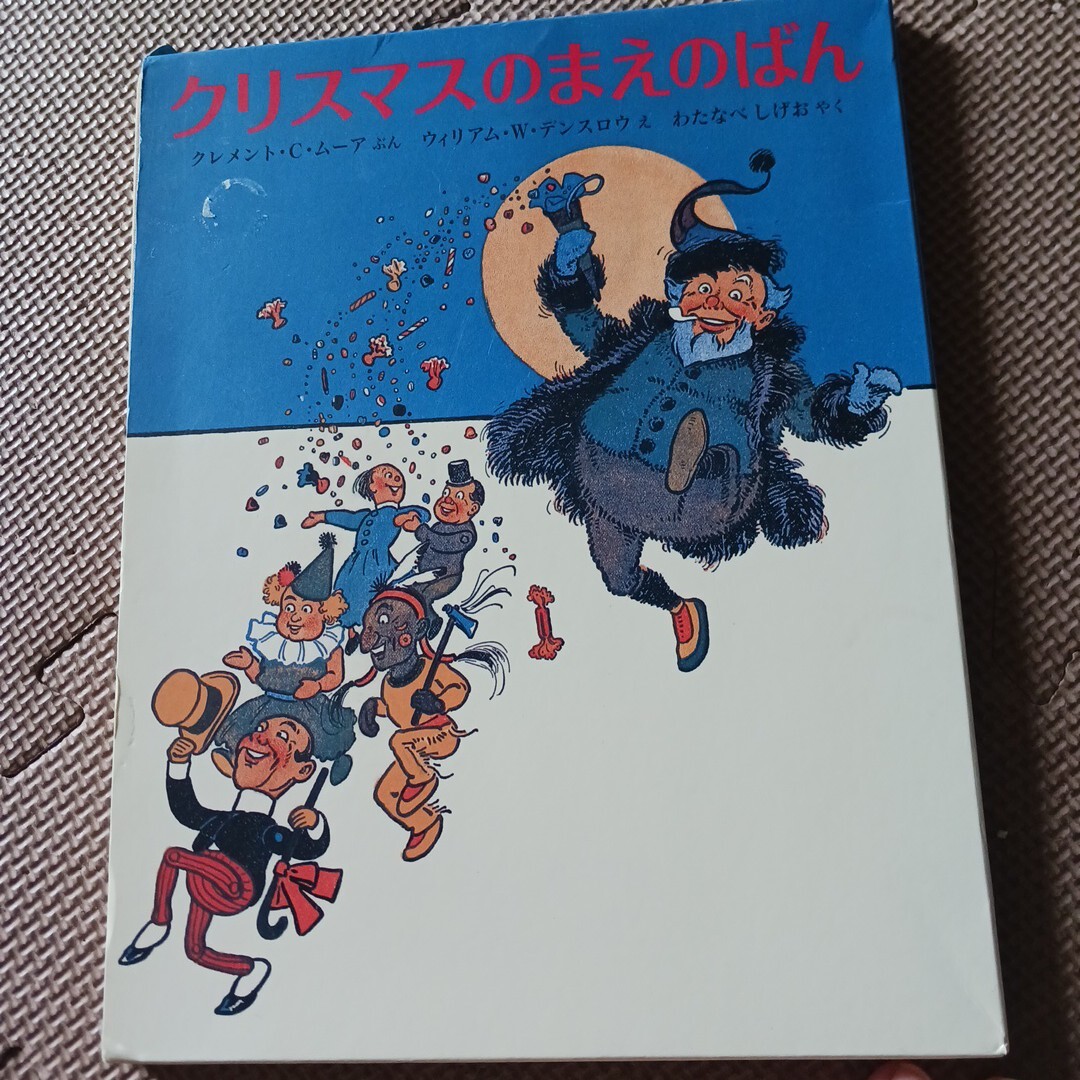 クリスマスのまえのばん
クレメント・C・ムーア ぶん ウィリアム・W・デンスロウ え わたなべ しげお やく